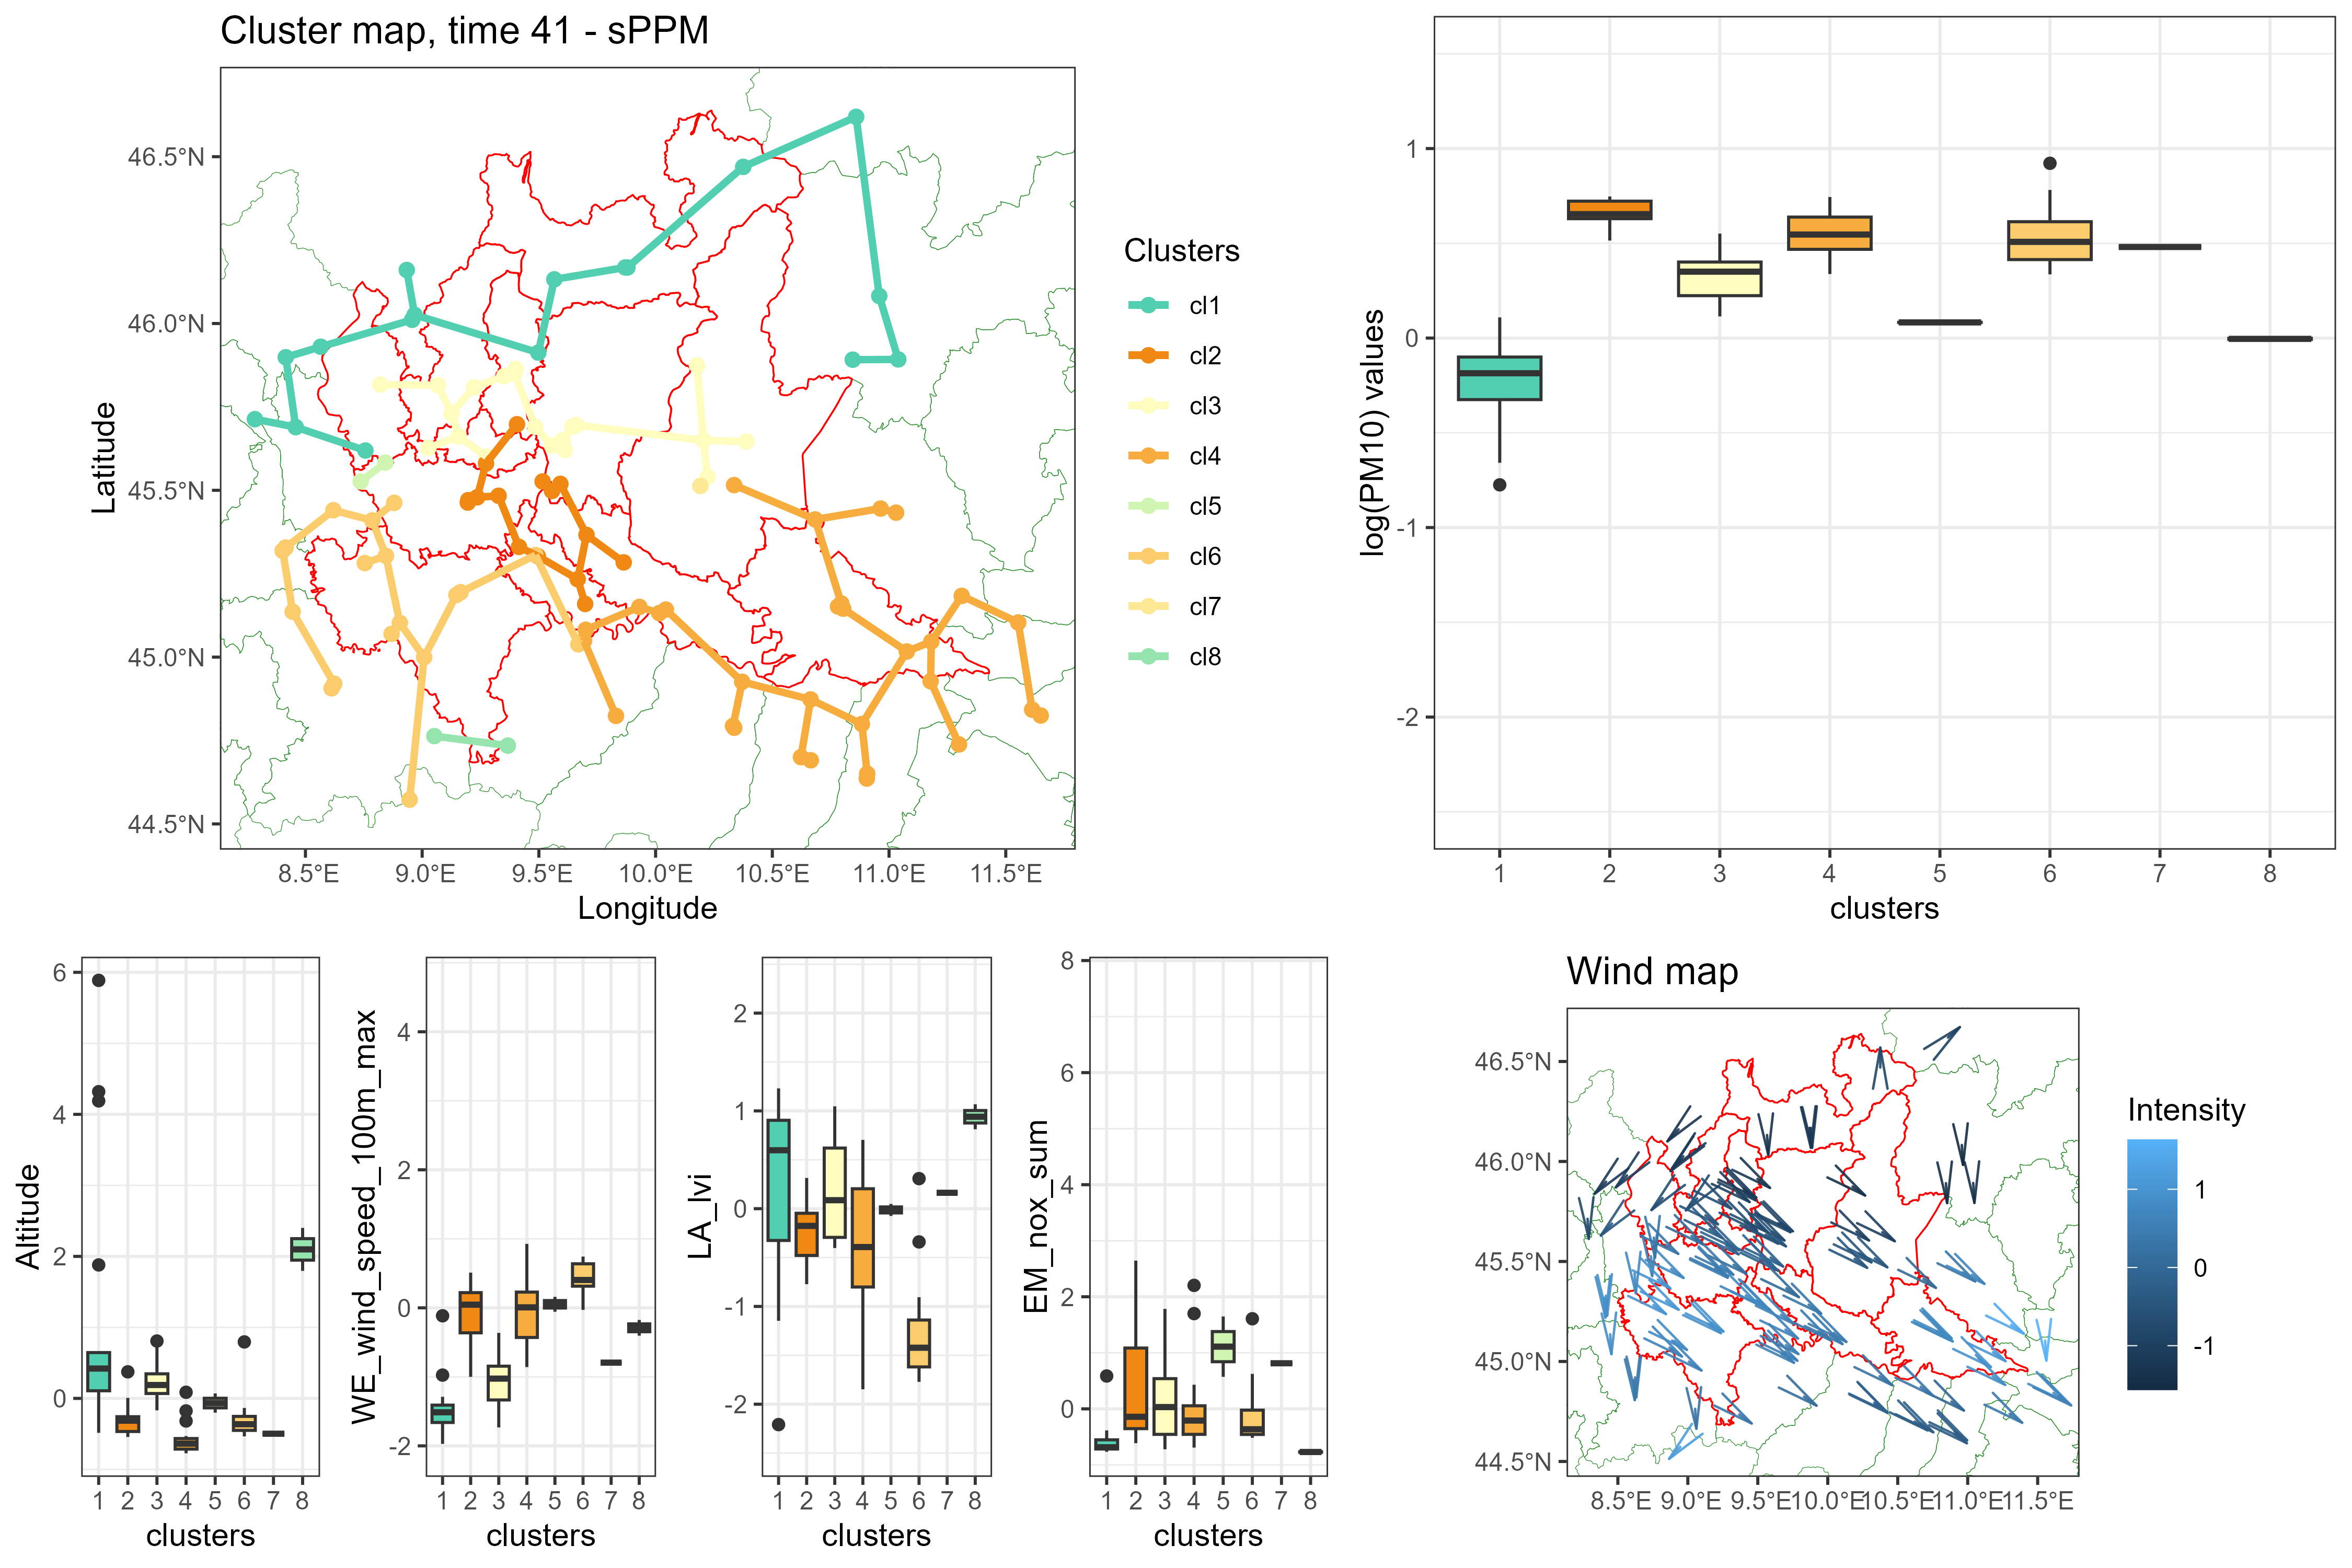 Cluster map, time 41 - sPPM
46.5°N
46.0°N
45.5°N
45.0°N
44.5°N
Latitude
8.5°E 9.0°E 9.5°E 10.0°E 10.5°E 11.0°E 11.5°E
Longitude
Clusters
cl1
cl2
cl3
cl4
cl5
cl6
cl7
cl8
log(PM10) values
1
0
-1
-2
1 2 3 4 5 6 7 8
clusters
Altitude
6
4
2
0
1 2 3 4 5 6 7 8
clusters
WE_wind_speed_100m_max
4
2
0
-2
1 2 3 4 5 6 7 8
clusters
LA_lvi
2
1
0
-1
-2
1 2 3 4 5 6 7 8
clusters
EM_nox_sum
8
6
4
2
0
1 2 3 4 5 6 7 8
clusters
Wind map
46.5°N
46.0°N
45.5°N
45.0°N
44.5°N
8.5°E 9.0°E 9.5°E 10.0°E 10.5°E 11.0°E 11.5°E
Intensity
1
0
-1